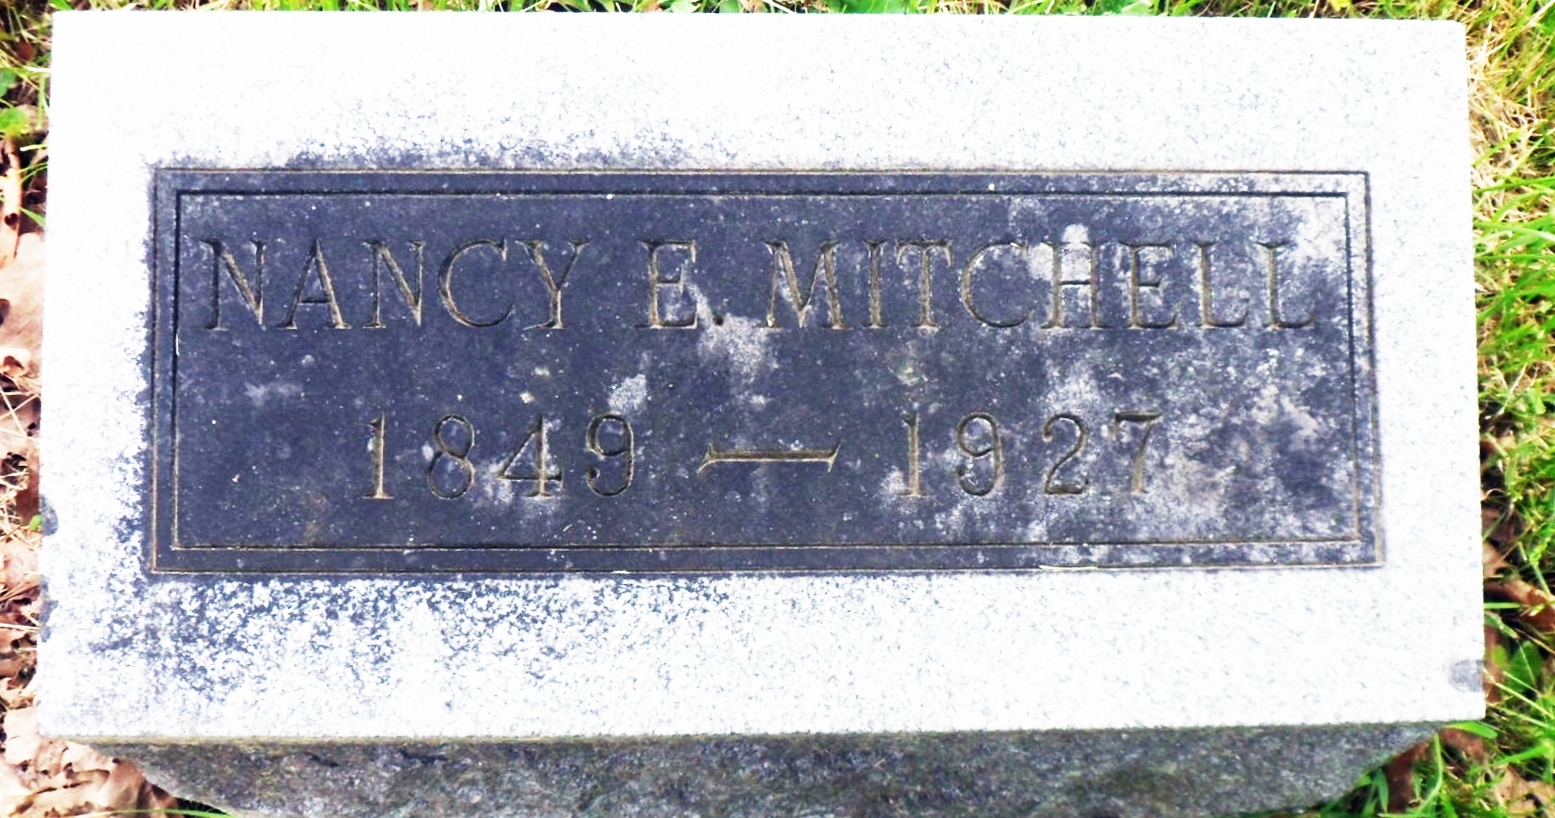 NANCY E. MITCHELL
1849 — 1927